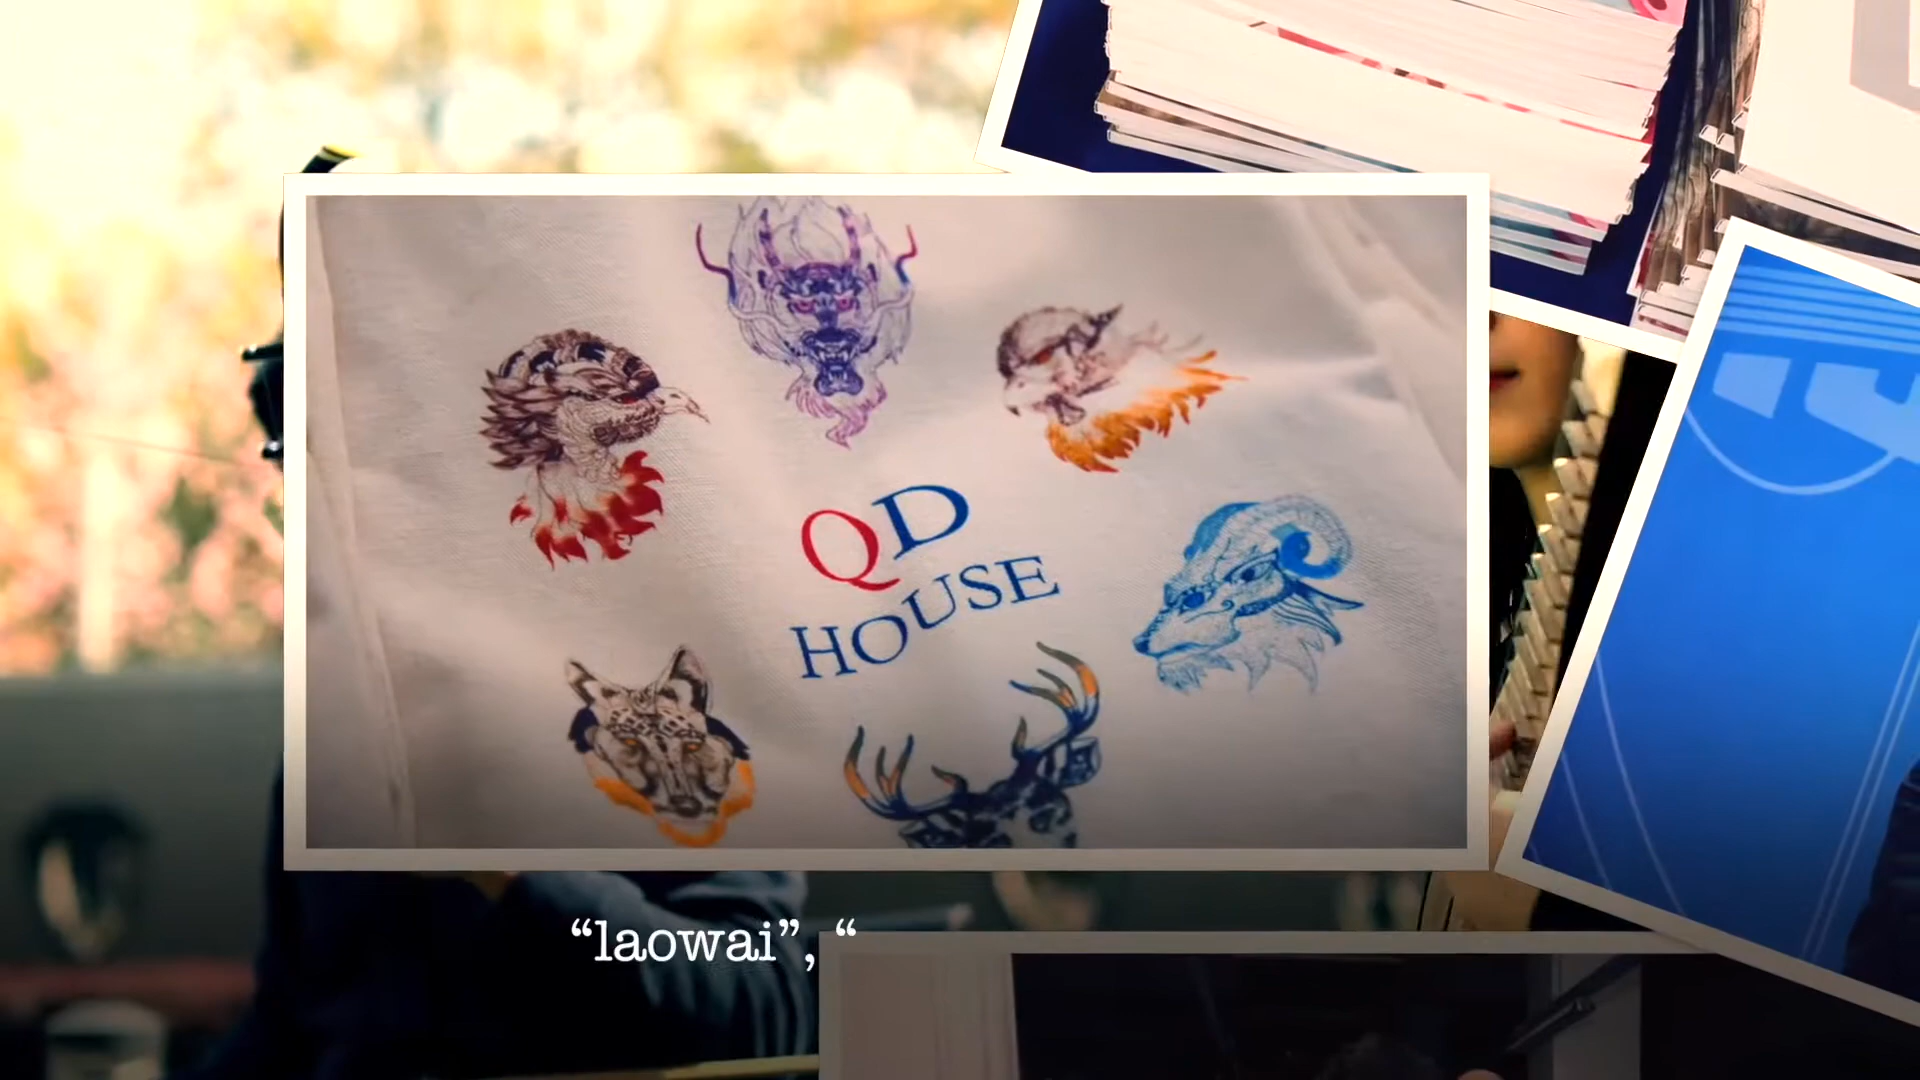 QD
HOUSE
“laowai”, “